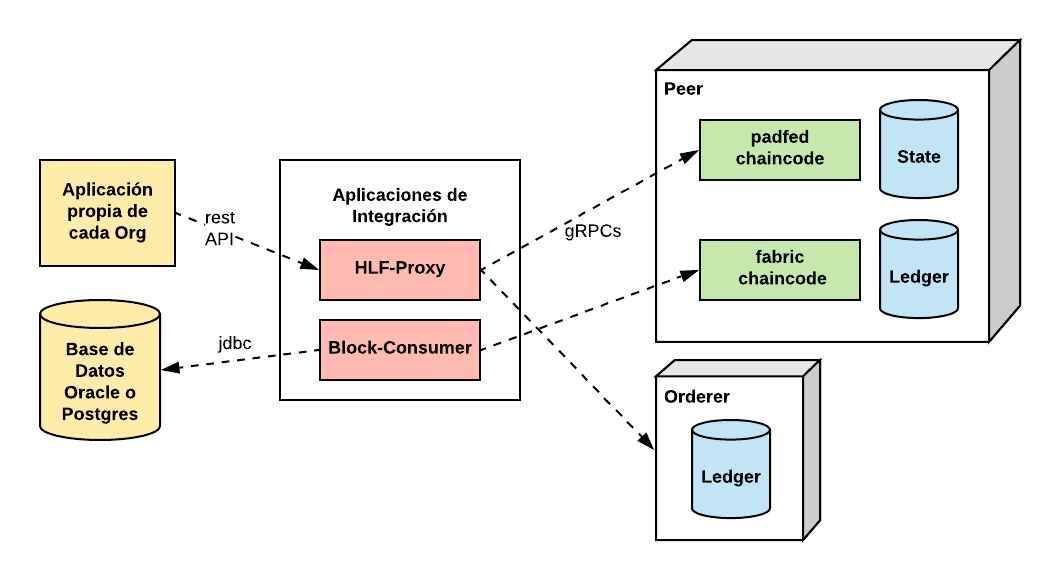 Aplicación
propia de
cada Org
Base de
Datos
Oracle o
Postgres
rest
API
jdbc
Aplicaciones de
Integración
HLF-Proxy
Block-Consumer
gRPCs
Peer
padfed
chaincode
State
fabric
chaincode
Ledger
Orderer
Ledger